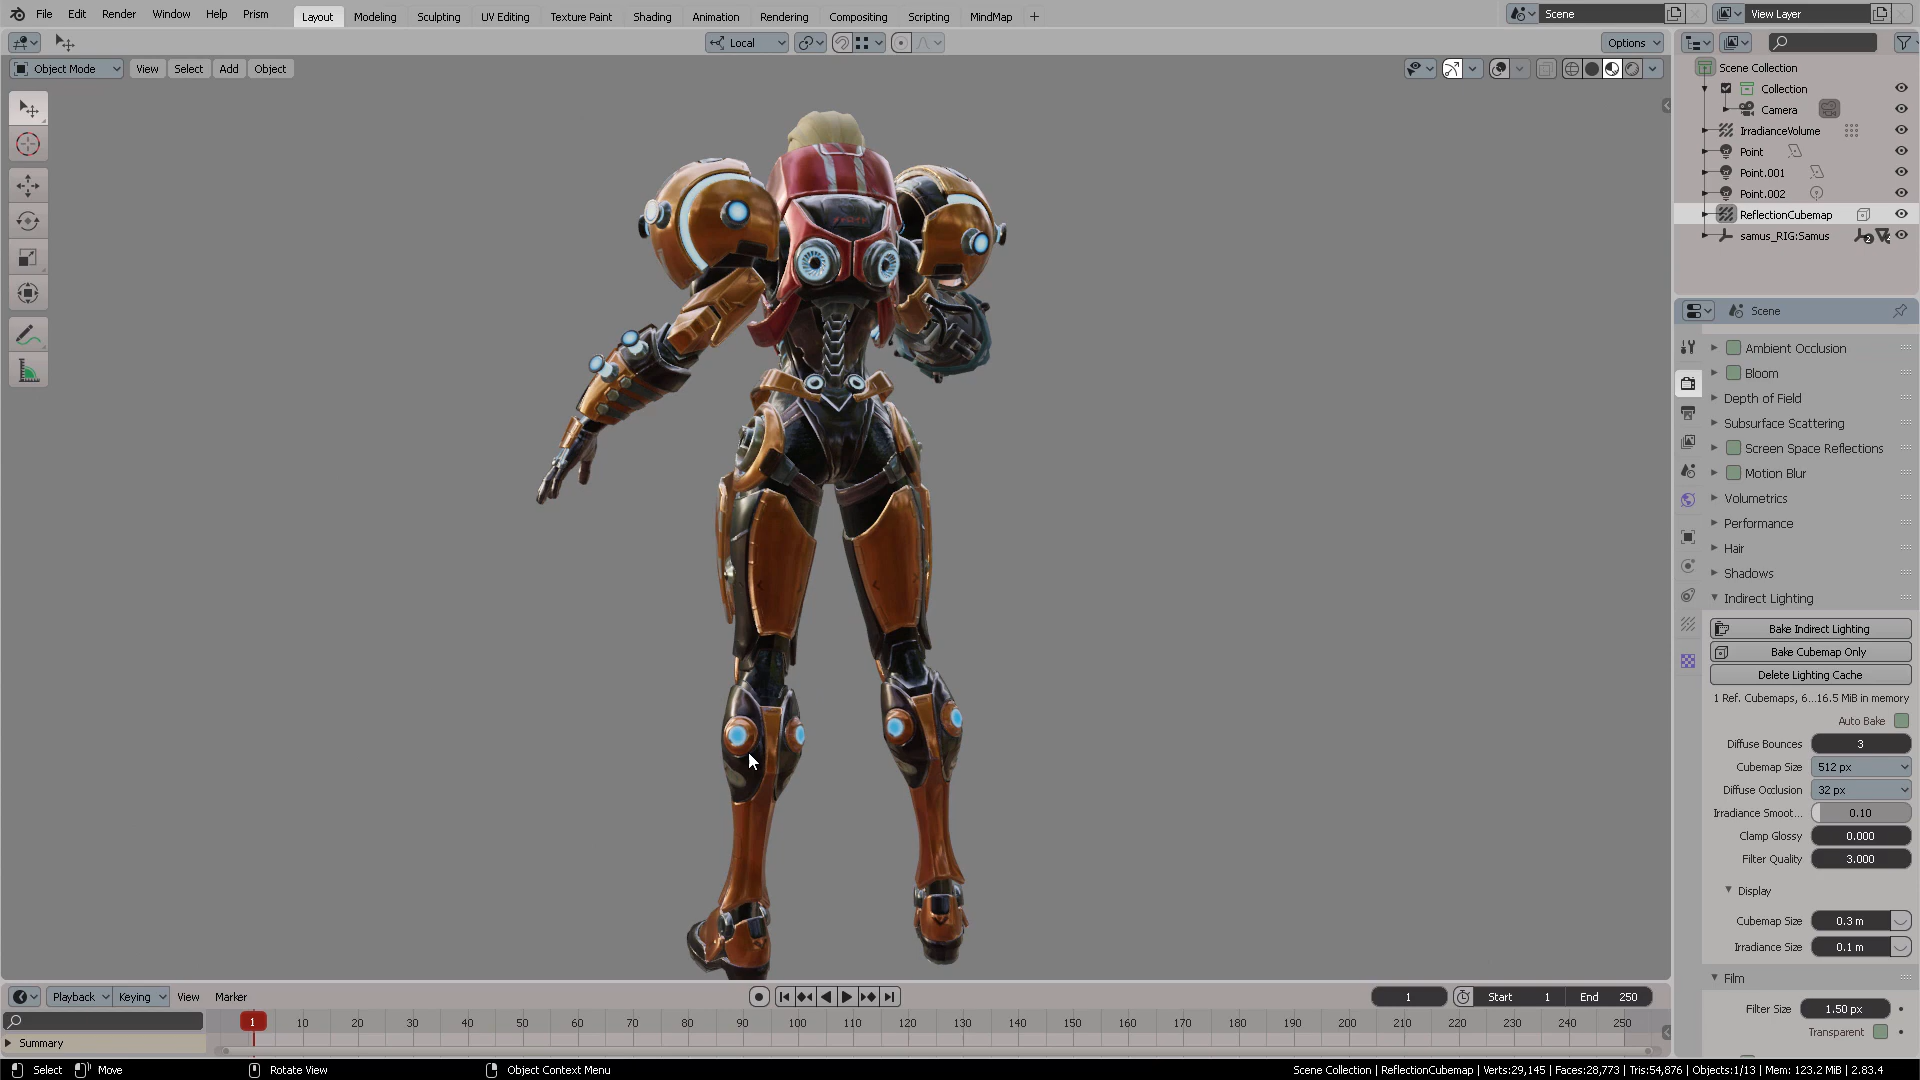 File Edit Render Window Help Prism Layout Modeling Sculpting UV Editing Texture Paint Shading Animation Rendering Compositing Scripting MindMap + Scene View Layer
Local Options
Object Mode View Select Add Object
Scene Collection
Collection
Camera
IrradianceVolume
Point
Point.001
Point.002
ReflectionCubemap
samus_RIG:Samus
2
Scene
Ambient Occlusion
Bloom
Depth of Field
Subsurface Scattering
Screen Space Reflections
Motion Blur
Volumetrics
Performance
Hair
Shadows
Indirect Lighting
Bake Indirect Lighting
Bake Cubemap Only
Delete Lighting Cache
1 Ref. Cubemaps, 6...16.5 MiB in memory
Auto Bake
Diffuse Bounces 3
Cubemap Size 512 px
Diffuse Occlusion 32 px
Irradiance Smoot... 0.10
Clamp Glossy 0.000
Filter Quality 3.000
Display
Cubemap Size 0.3 m
Irradiance Size 0.1 m
Film
Filter Size 1.50 px
Transparent
Playback Keying View Marker 1 Start 1 End 250
1 10 20 30 40 50 60 70 80 90 100 110 120 130 140 150 160 170 180 190 200 210 220 230 240 250
Summary
Select Move Rotate View Object Context Menu Scene Collection | ReflectionCubemap | Verts:29,145 | Faces:28,773 | Tris:54,876 | Objects:1/13 | Mem: 123.2 MiB | 2.83.4